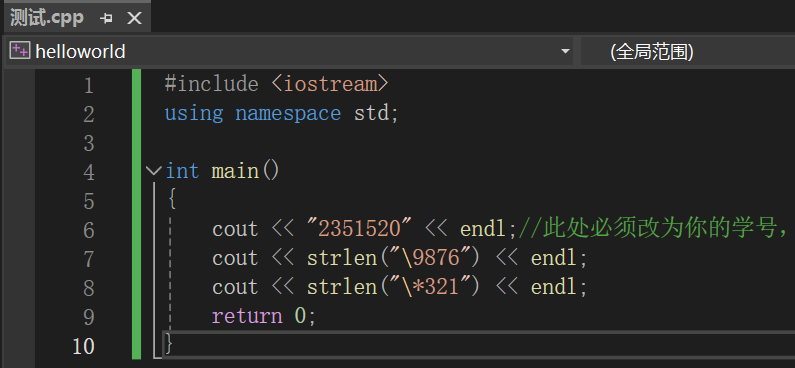 测试.cpp
helloworld (全局范围)
1 #include <iostream>
2 using namespace std;
3
4 int main()
5 {
6 cout << "2351520" << endl;//此处必须改为你的学号,
7 cout << strlen("\9876") << endl;
8 cout << strlen("\*321") << endl;
9 return 0;
10 }